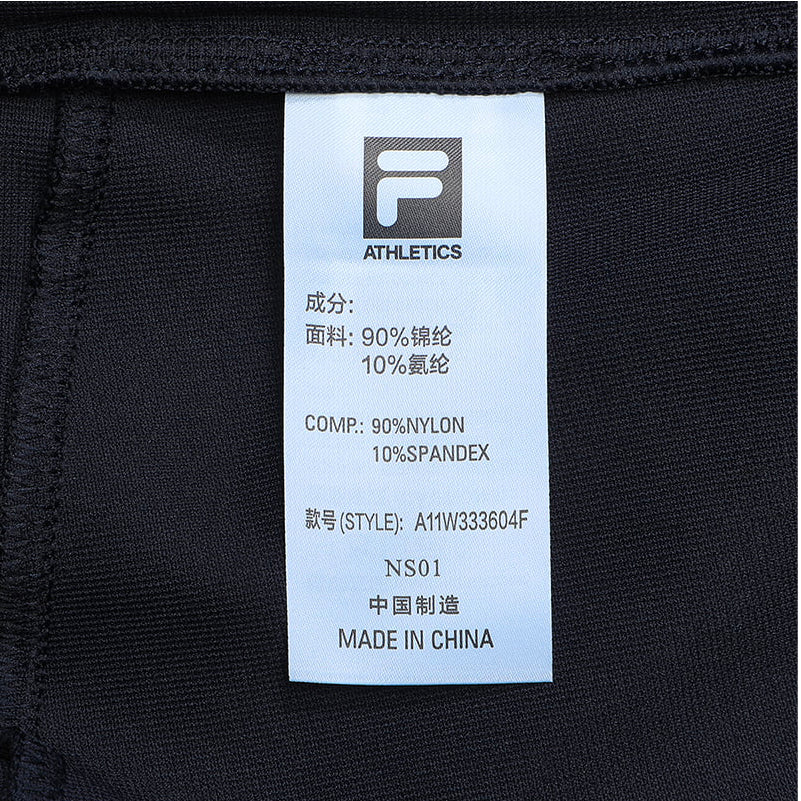 F
ATHLETICS
成分:
面料: 90%锦纶
10%氨纶
COMP.: 90%NYLON
10%SPANDEX
款号(STYLE): A11W333604F
NS01
中国制造
MADE IN CHINA